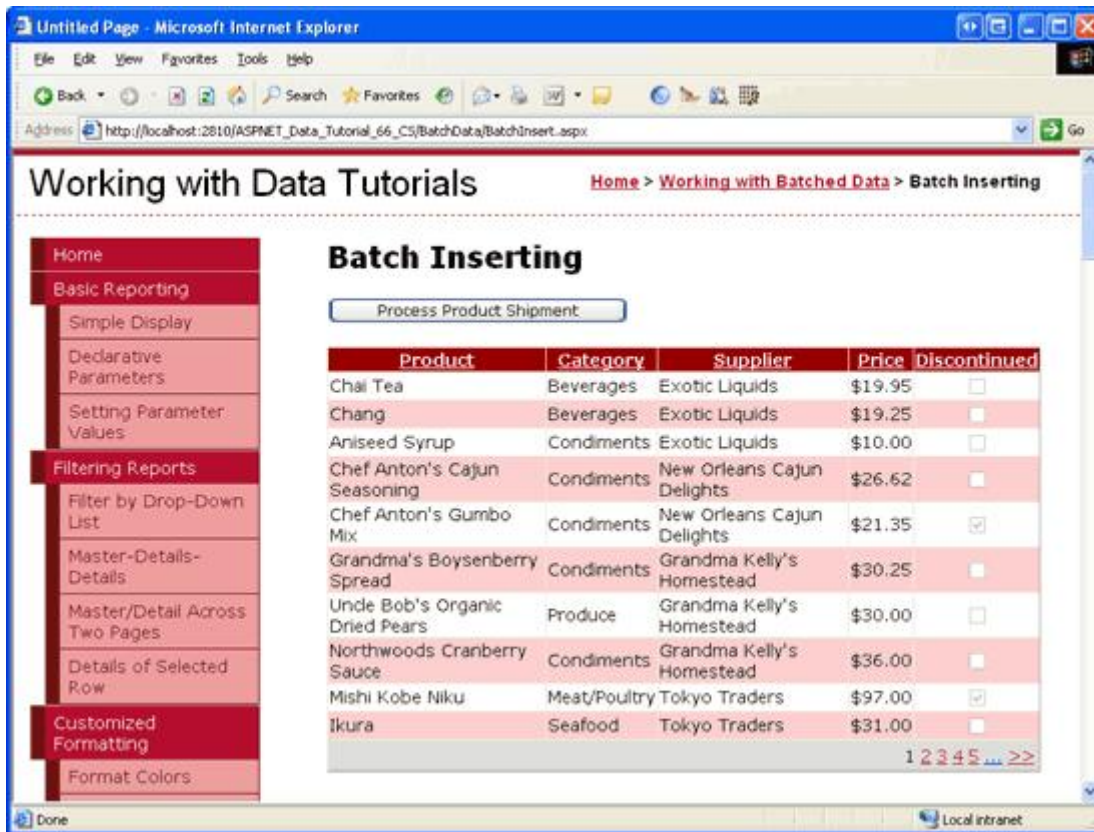 Untitled Page - Microsoft Internet Explorer
File Edit View Favorites Tools Help
Back Search Favorites
Address http://localhost:2810/ASPNET_Data_Tutorial_66_CS/BatchData/BatchInsert.aspx Go
Working with Data Tutorials
Home > Working with Batched Data > Batch Inserting
Home
Basic Reporting
Simple Display
Declarative
Parameters
Setting Parameter
Values
Filtering Reports
Filter by Drop-Down
List
Master-Details-
Details
Master/Detail Across
Two Pages
Details of Selected
Row
Customized
Formatting
Format Colors
Batch Inserting
Process Product Shipment
Product Category Supplier Price Discontinued
Chai Tea Beverages Exotic Liquids $19.95
Chang Beverages Exotic Liquids $19.25
Aniseed Syrup Condiments Exotic Liquids $10.00
Chef Anton's Cajun
Seasoning Condiments New Orleans Cajun
Delights $26.62
Chef Anton's Gumbo
Mix Condiments New Orleans Cajun
Delights $21.35
Grandma's Boysenberry
Spread Condiments Grandma Kelly's
Homestead $30.25
Uncle Bob's Organic
Dried Pears Produce Grandma Kelly's
Homestead $30.00
Northwoods Cranberry
Sauce Condiments Grandma Kelly's
Homestead $36.00
Mishi Kobe Niku Meat/Poultry Tokyo Traders $97.00
Ikura Seafood Tokyo Traders $31.00
1 2 3 4 5 ... >>
Done Local intranet